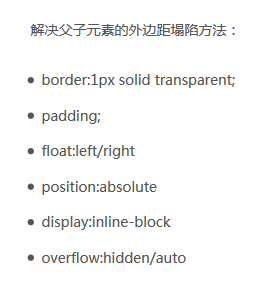 解决父子元素的外边距塌陷方法：
• border:1px solid transparent;
• padding;
• float:left/right
• position:absolute
• display:inline-block
• overflow:hidden/auto